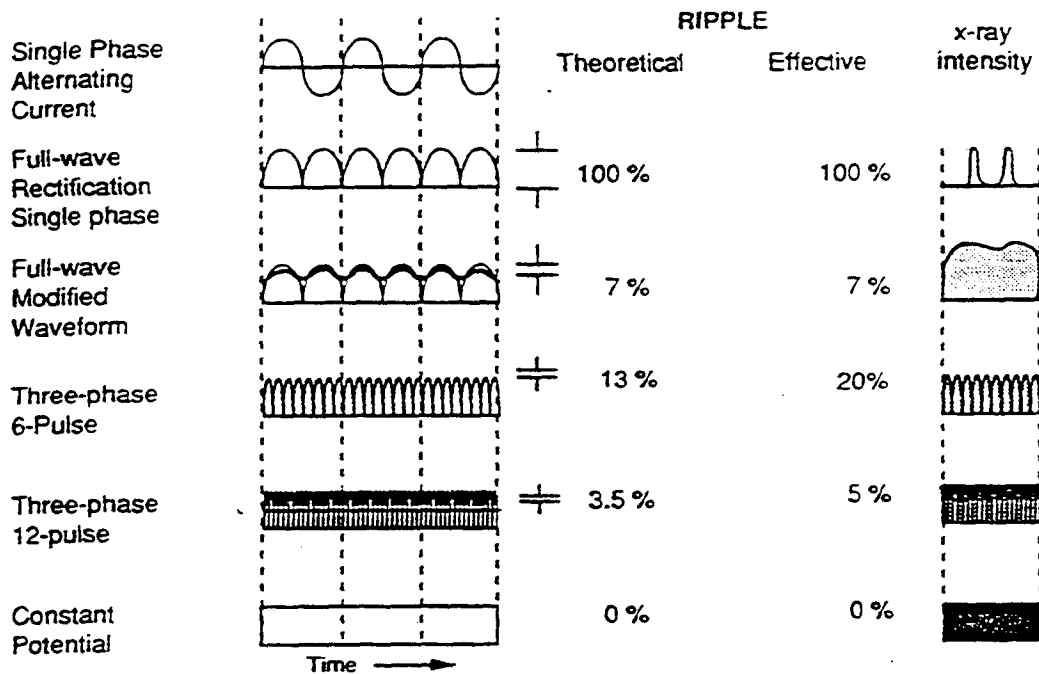 RIPPLE
Theoretical Effective x-ray intensity
Single Phase
Alternating
Current
Full-wave
Rectification
Single phase
100 % 100 %
Full-wave
Modified
Waveform
7 % 7 %
Three-phase
6-Pulse
13 % 20%
Three-phase
12-pulse
3.5 % 5 %
Constant
Potential
0 % 0 %
Time